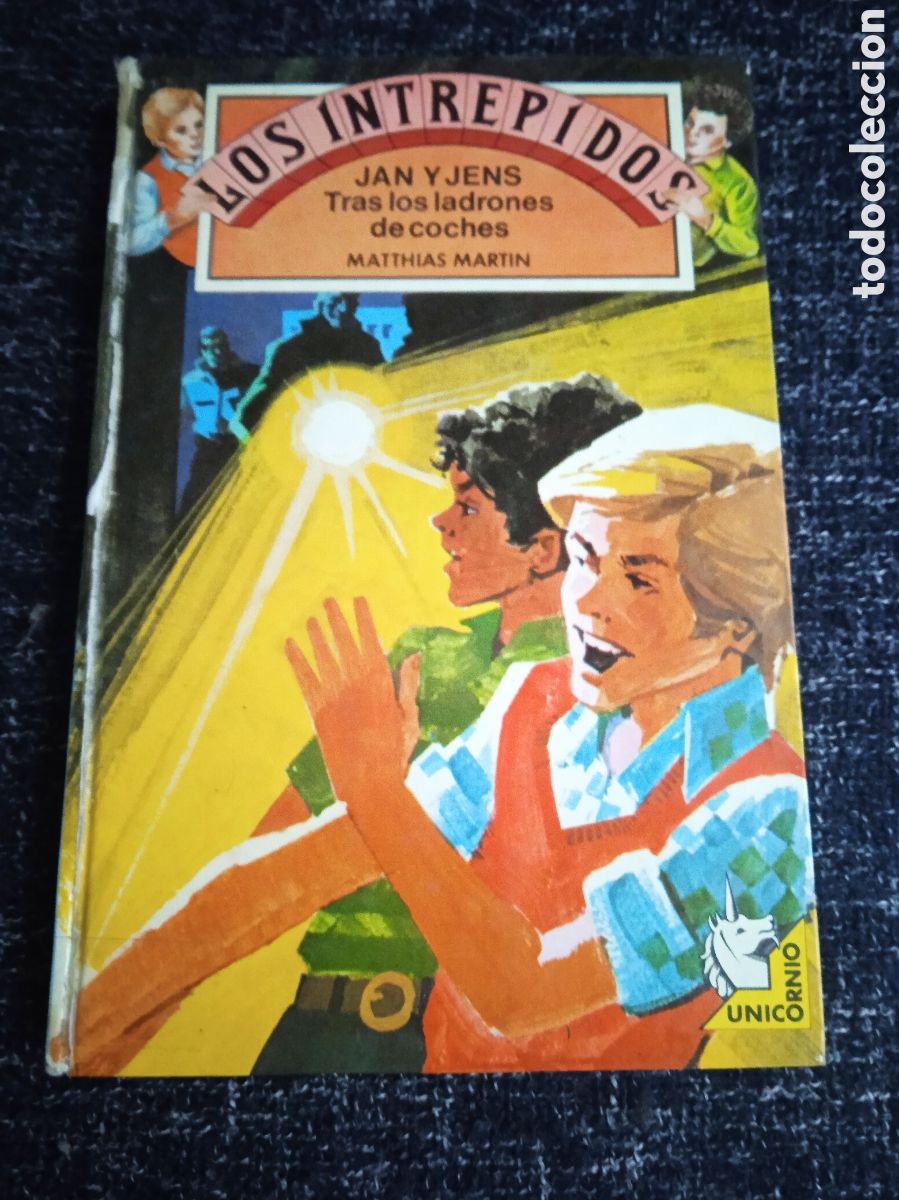 LOS INTREPIDOS
JAN Y JENS
Tras los ladrones
de coches
MATTHIAS MARTIN
UNICORNIO
todocoleccion